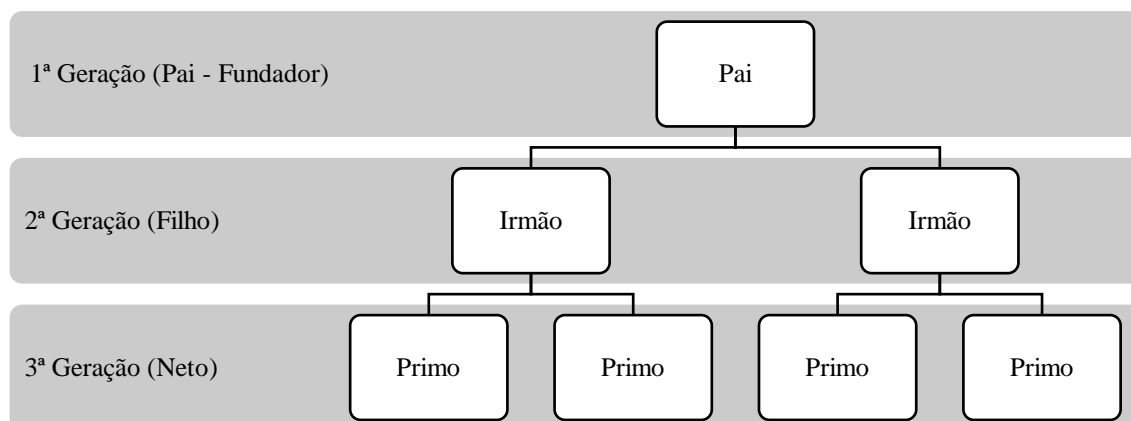 1ª Geração (Pai - Fundador)
Pai
2ª Geração (Filho)
Irmão
Irmão
3ª Geração (Neto)
Primo
Primo
Primo
Primo